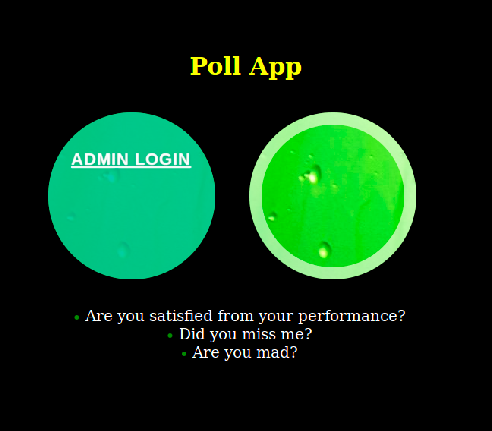 Poll App
ADMIN LOGIN
Are you satisfied from your performance?
Did you miss me?
Are you mad?